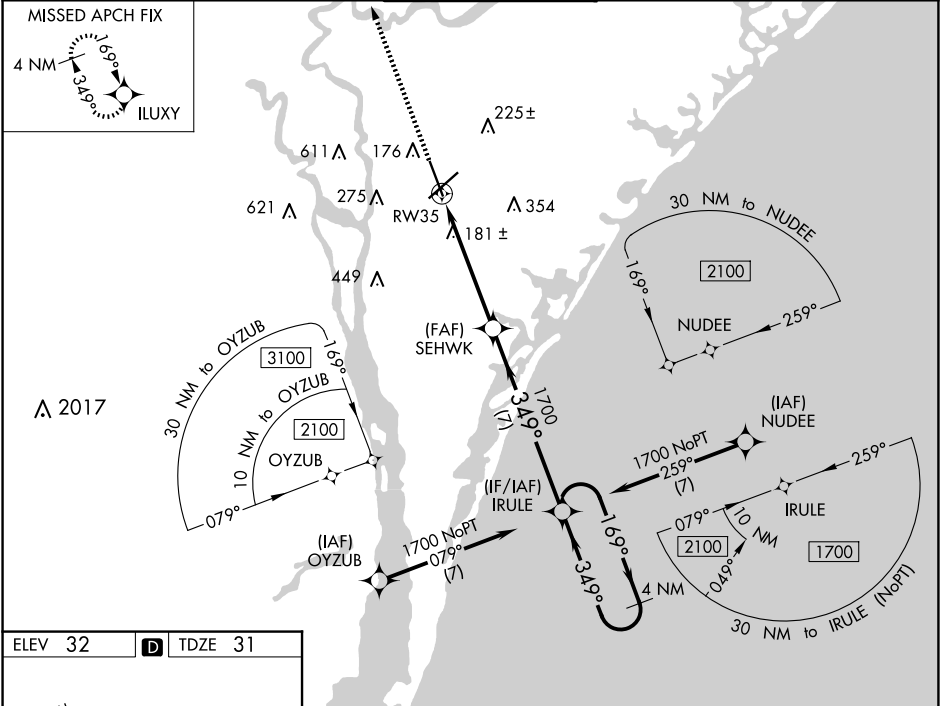 MISSED APCH FIX
4 NM
169°
349°
ILUXY
225±
611
176
621
275
RW35
354
181 ±
449
30 NM to NUDEE
2100
169°
NUDEE
259°
(FAF)
SEHWK
30 NM to OYZUB
3100
169°
10 NM to OYZUB
2100
OYZUB
079°
2017
1700
349°
(7)
(IAF)
NUDEE
1700 NoPT
259°
(7)
(IF/IAF)
IRULE
(IAF)
OYZUB
1700 NoPT
079°
(7)
169°
349°
4 NM
259°
IRULE
079°
10 NM
2100
1700
049°
30 NM to IRULE (NoPT)
ELEV 32
D
TDZE 31